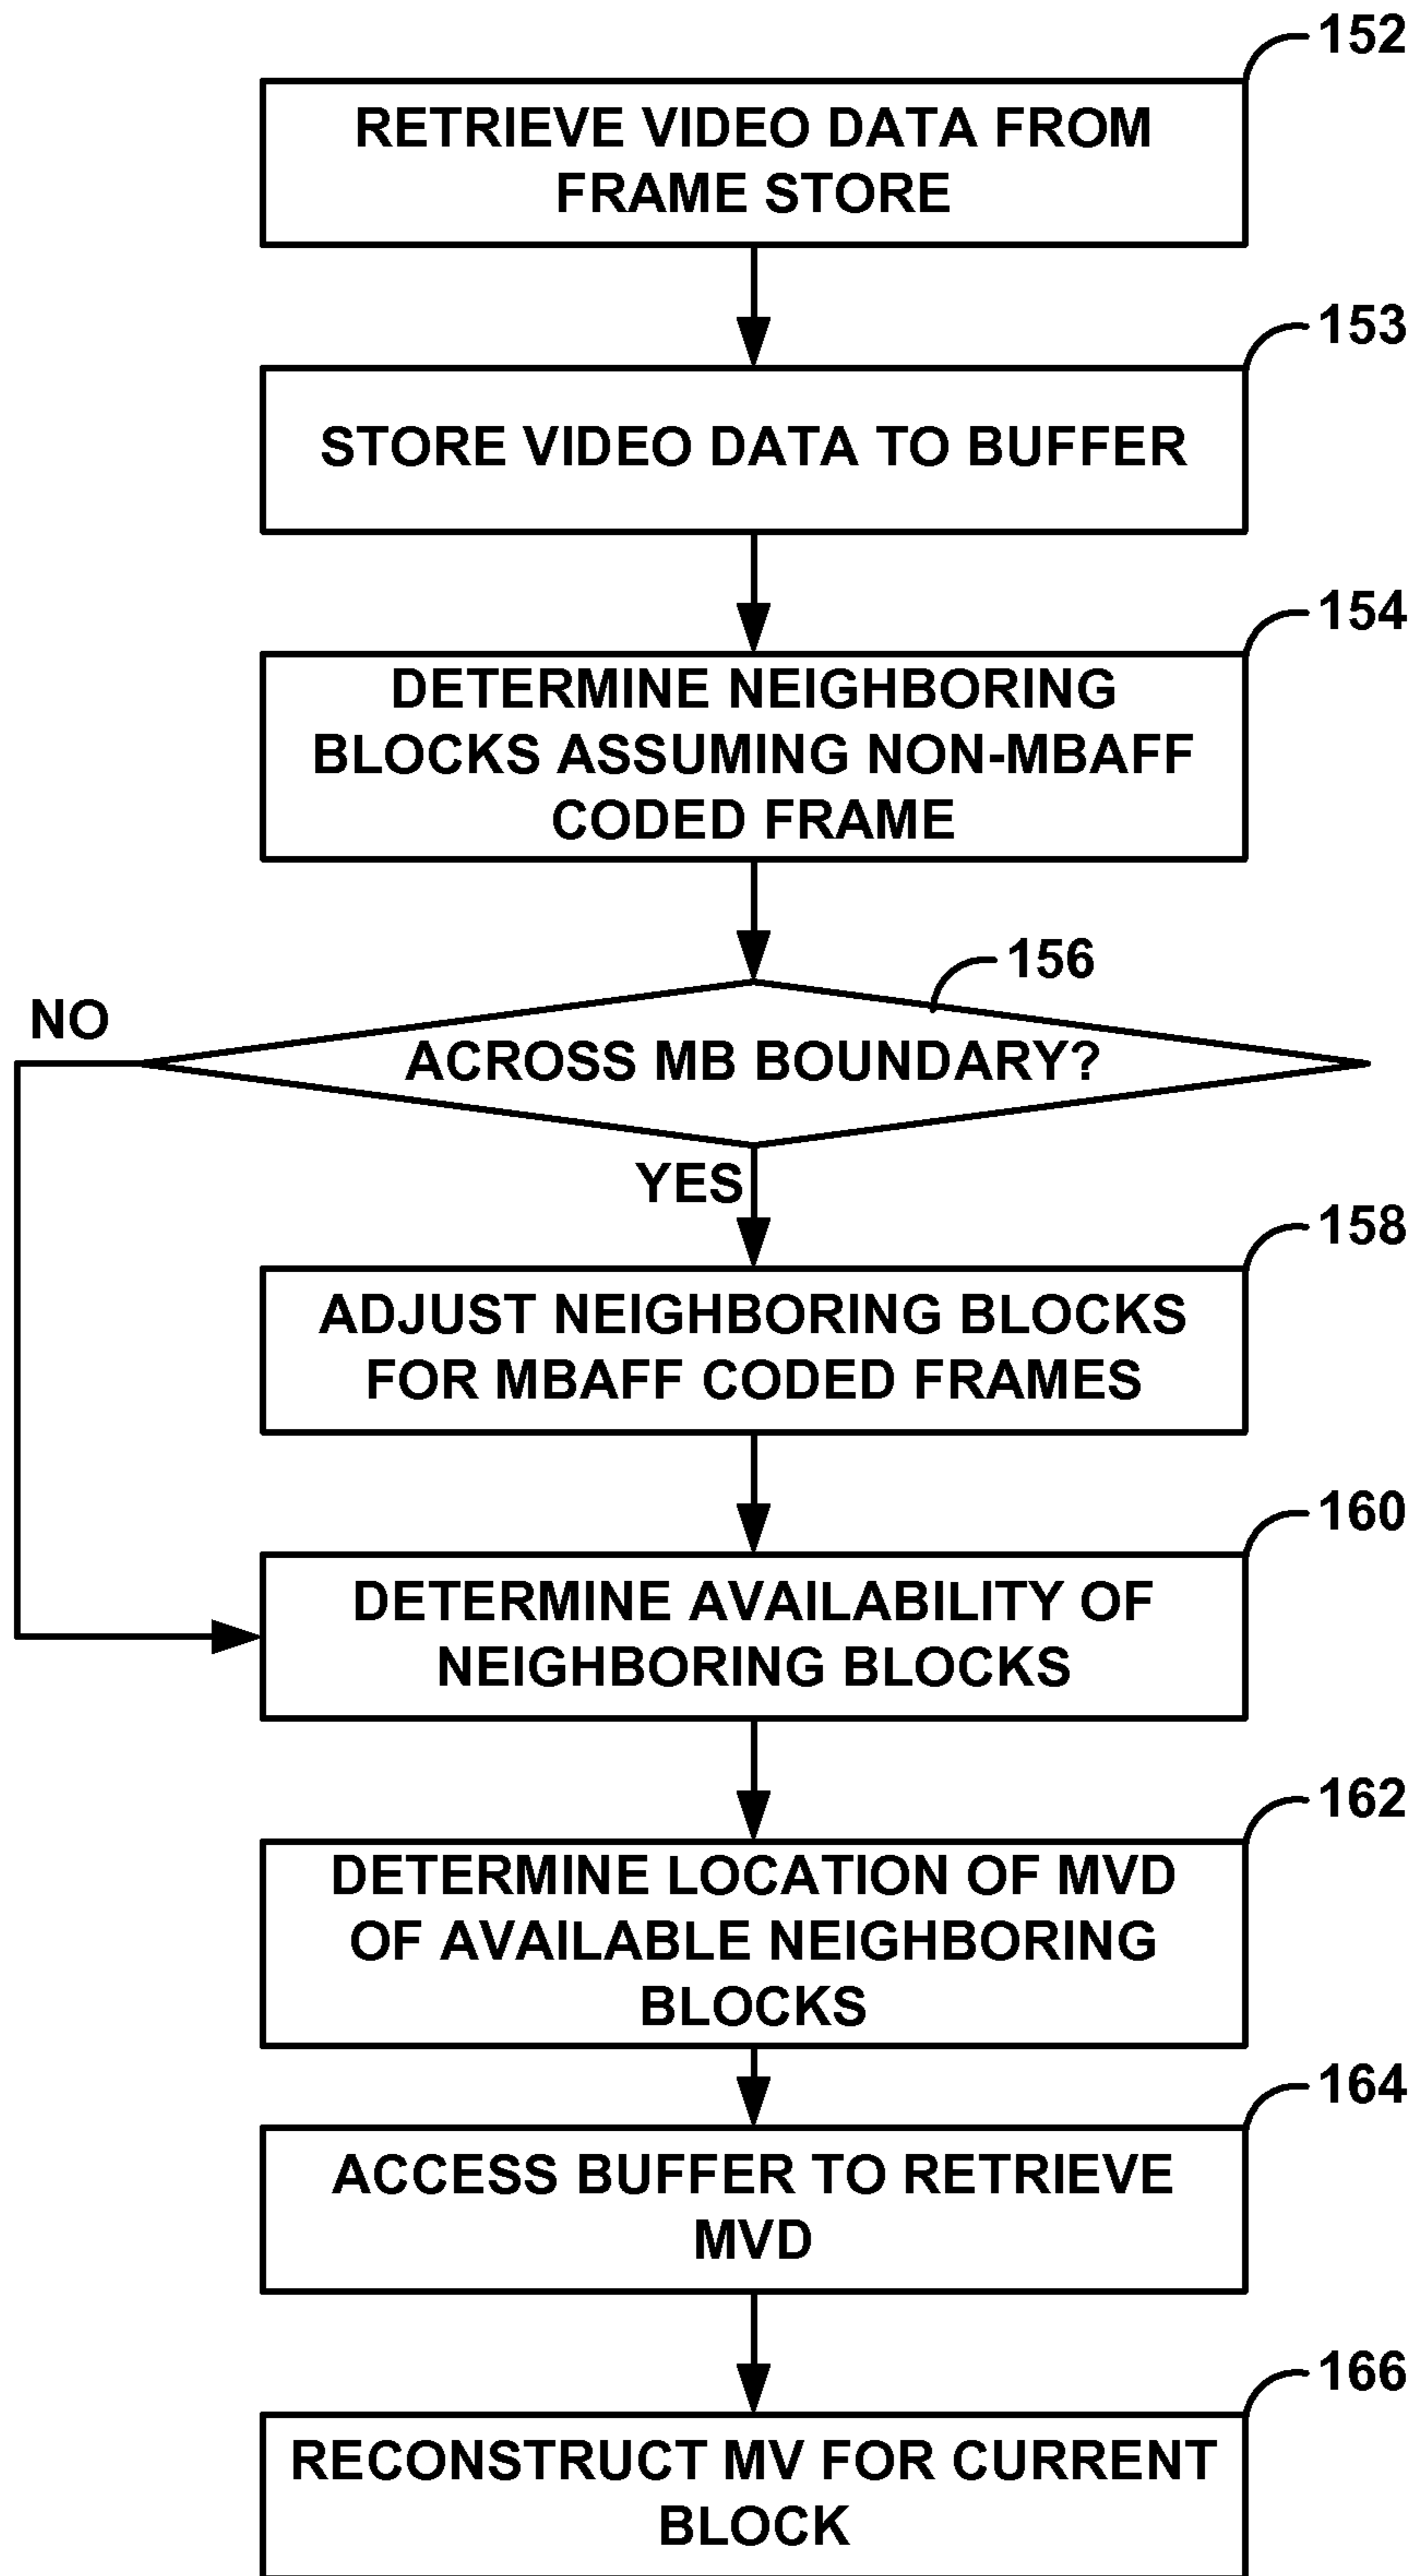 152
RETRIEVE VIDEO DATA FROM
FRAME STORE
153
STORE VIDEO DATA TO BUFFER
154
DETERMINE NEIGHBORING
BLOCKS ASSUMING NON-MBAFF
CODED FRAME
156
NO
ACROSS MB BOUNDARY?
YES
158
ADJUST NEIGHBORING BLOCKS
FOR MBAFF CODED FRAMES
160
DETERMINE AVAILABILITY OF
NEIGHBORING BLOCKS
162
DETERMINE LOCATION OF MVD
OF AVAILABLE NEIGHBORING
BLOCKS
164
ACCESS BUFFER TO RETRIEVE
MVD
166
RECONSTRUCT MV FOR CURRENT
BLOCK